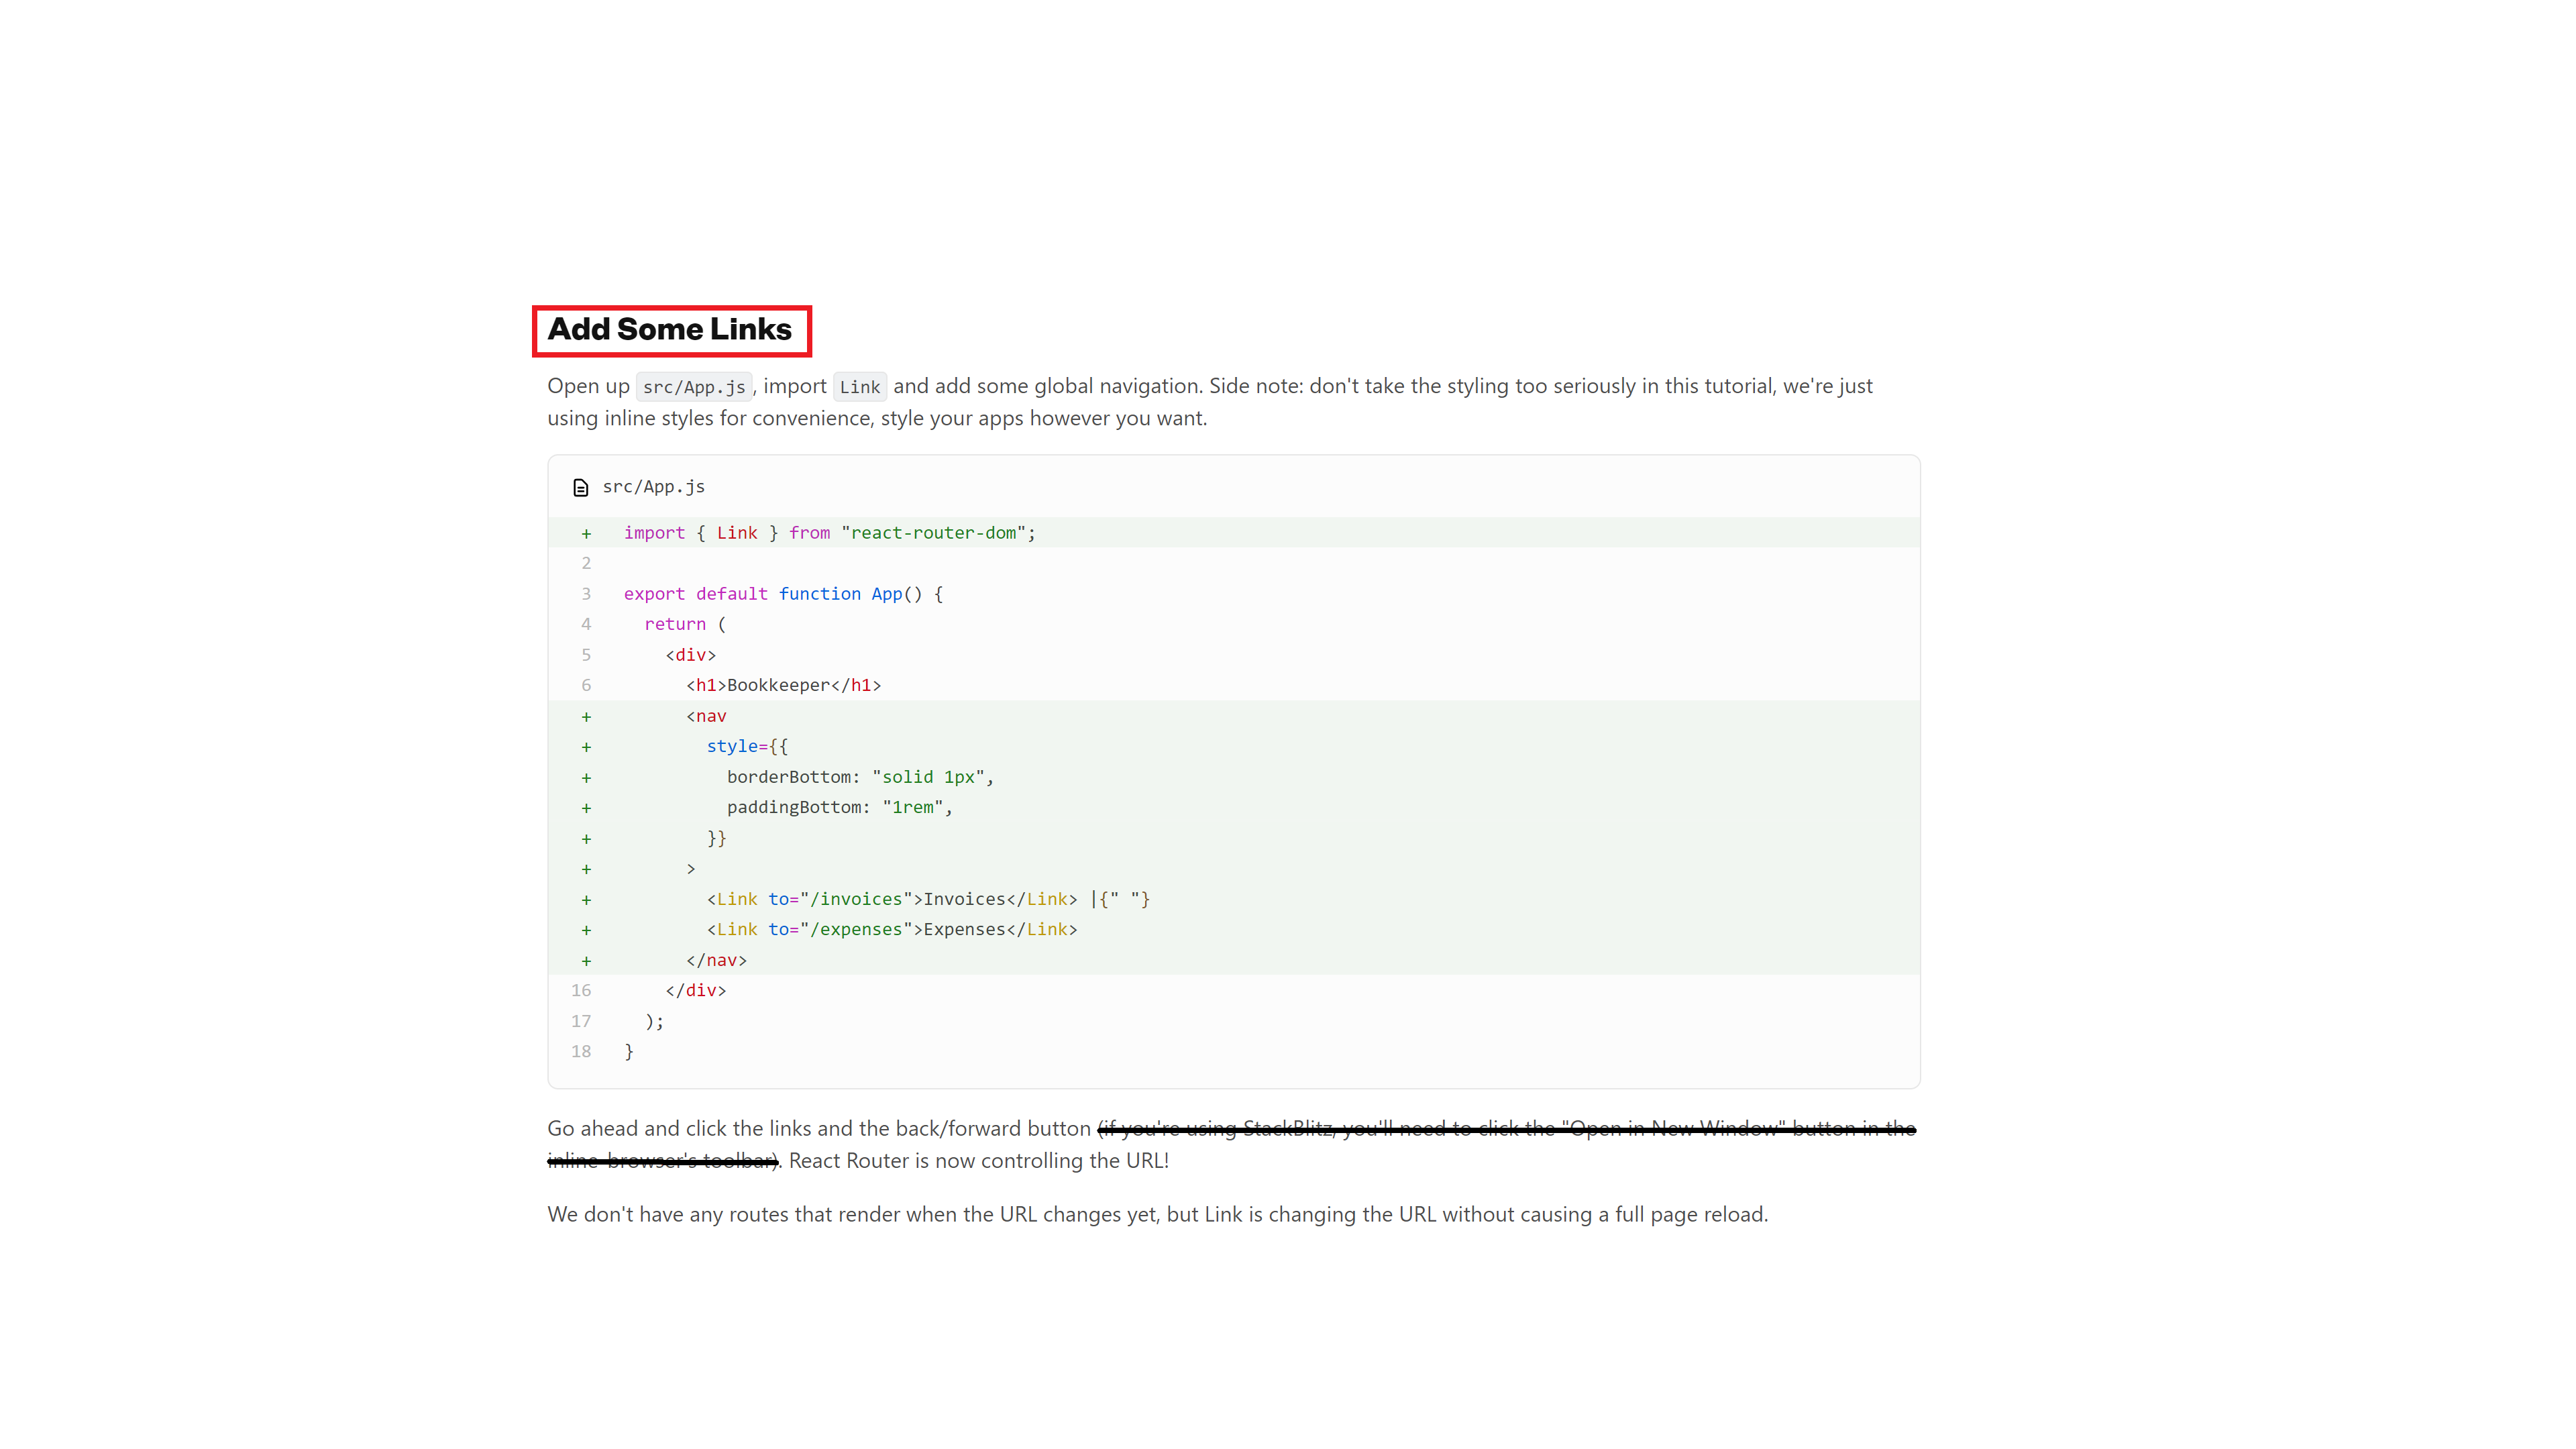 Add Some Links
Open up src/App.js, import Link and add some global navigation. Side note: don't take the styling too seriously in this tutorial, we're just
using inline styles for convenience, style your apps however you want.
src/App.js
+ import { Link } from "react-router-dom";
2
3 export default function App() {
4 return (
5 <div>
6 <h1>Bookkeeper</h1>
+ <nav
+ style={{
+ borderBottom: "solid 1px",
+ paddingBottom: "1rem",
+ }}
+ >
+ <Link to="/invoices">Invoices</Link> |{" "}
+ <Link to="/expenses">Expenses</Link>
+ </nav>
16 </div>
17 );
18 }
Go ahead and click the links and the back/forward button (if you're using StackBlitz, you'll need to click the "Open in New Window" button in the
inline-browser's toolbar). React Router is now controlling the URL!
We don't have any routes that render when the URL changes yet, but Link is changing the URL without causing a full page reload.